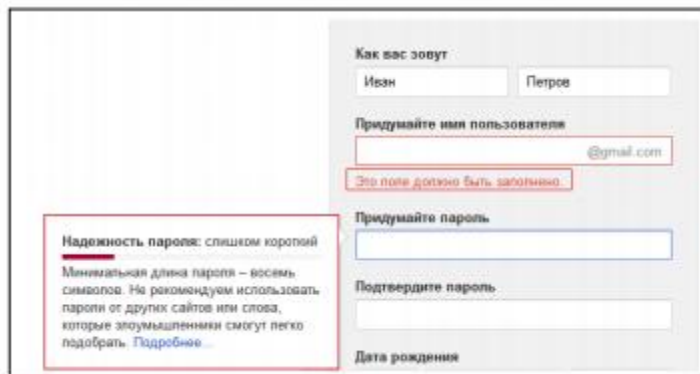 Как вас зовут
Иван Петров
Придумайте имя пользователя
@gmail.com
Это поле должно быть заполнено.
Придумайте пароль
Надежность пароля: слишком короткий
Минимальная длина пароля – восемь
символов. Не рекомендуем использовать
пароли от других сайтов или слова,
которые злоумышленники смогут легко
подобрать. Подробнее...
Подтвердите пароль
Дата рождения